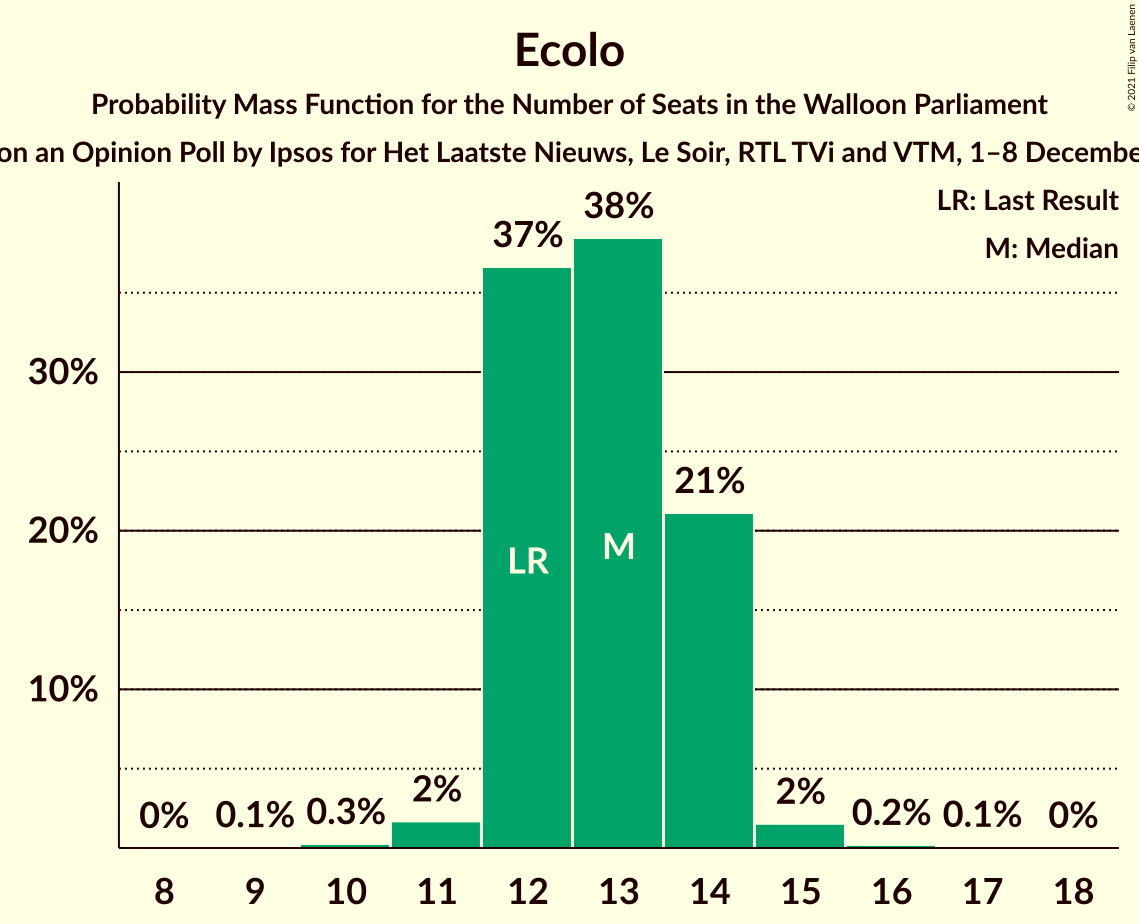 © 2021 Filip van Laenen
Ecolo
Probability Mass Function for the Number of Seats in the Walloon Parliament
on an Opinion Poll by Ipsos for Het Laatste Nieuws, Le Soir, RTL TVi and VTM, 1–8 Decembe
LR: Last Result
M: Median
38%
37%
30%
21%
20%
LR
M
10%
0%
0.1%
0.3%
2%
2%
0.2%
0.1%
0%
8 9 10 11 12 13 14 15 16 17 18